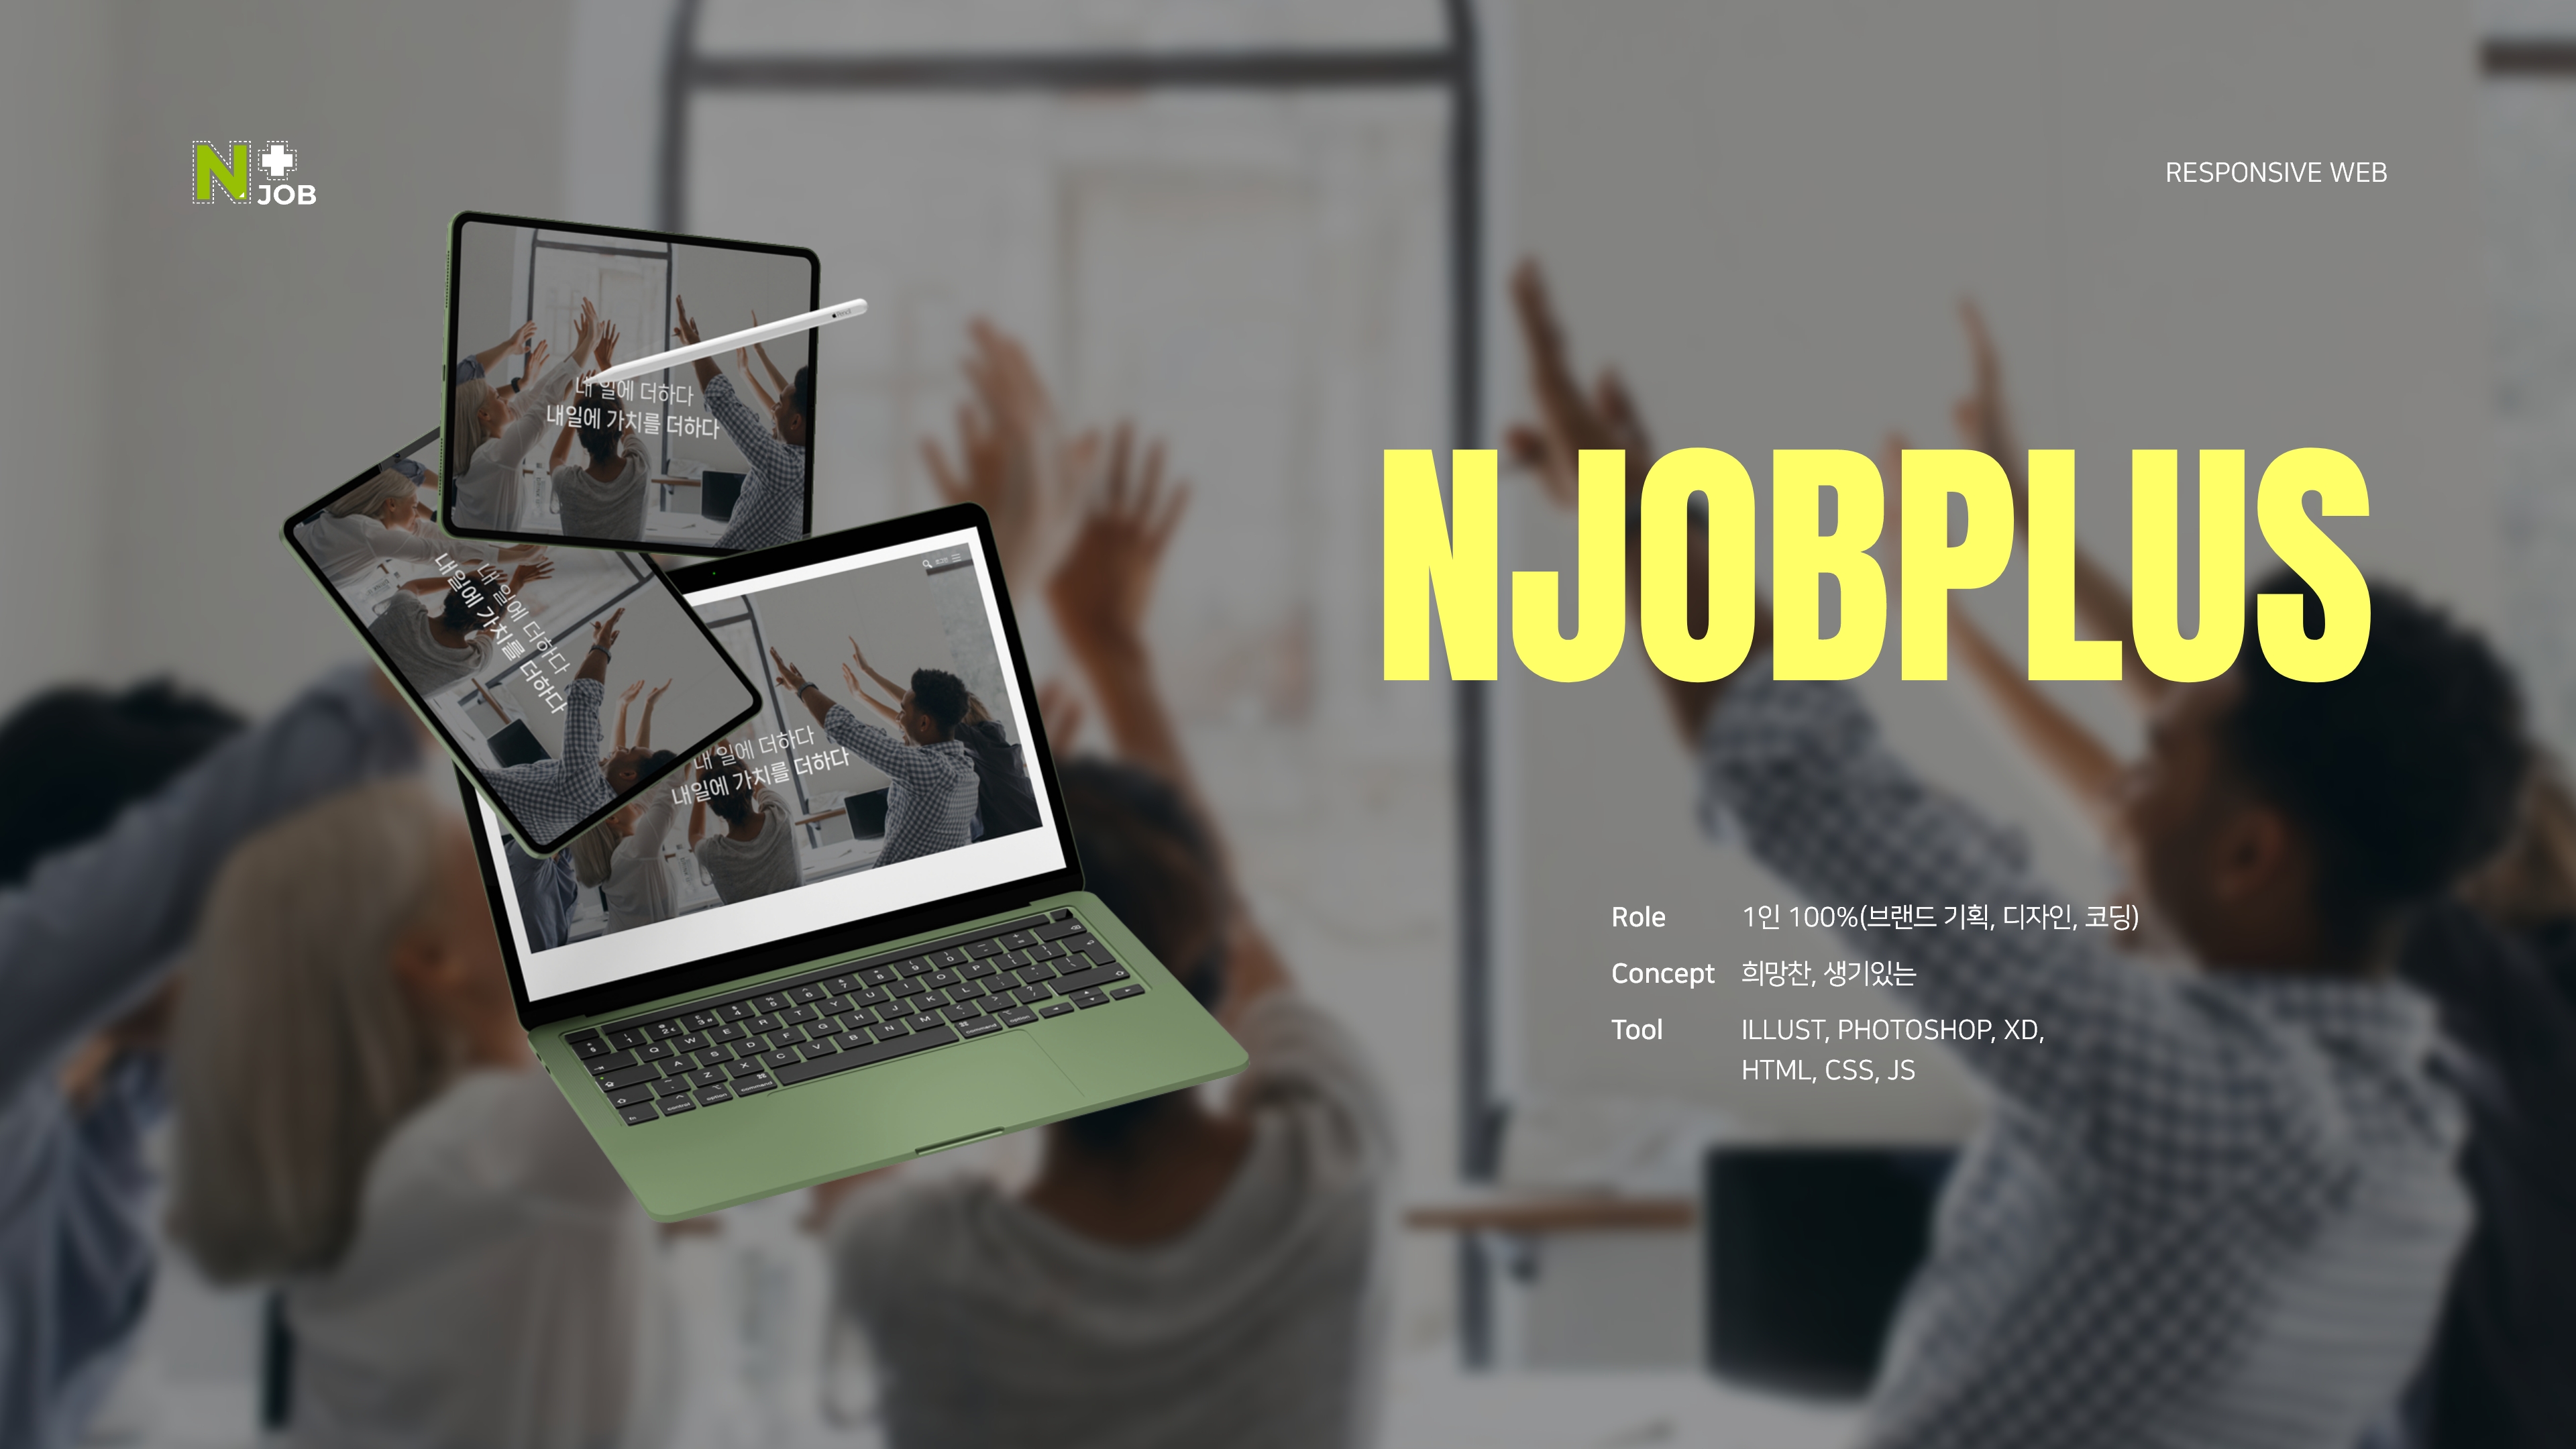 N
JOB
RESPONSIVE WEB
내 일에 더하다
내일에 가치를 더하다
내일에 더하다
내일에 가치를 더하다
내 일에 더하다
내일에 가치를 더하다
NJOBPLUS
Role 1인 100%(브랜드 기획, 디자인, 코딩)
Concept 희망찬, 생기있는
Tool ILLUST, PHOTOSHOP, XD,
HTML, CSS, JS